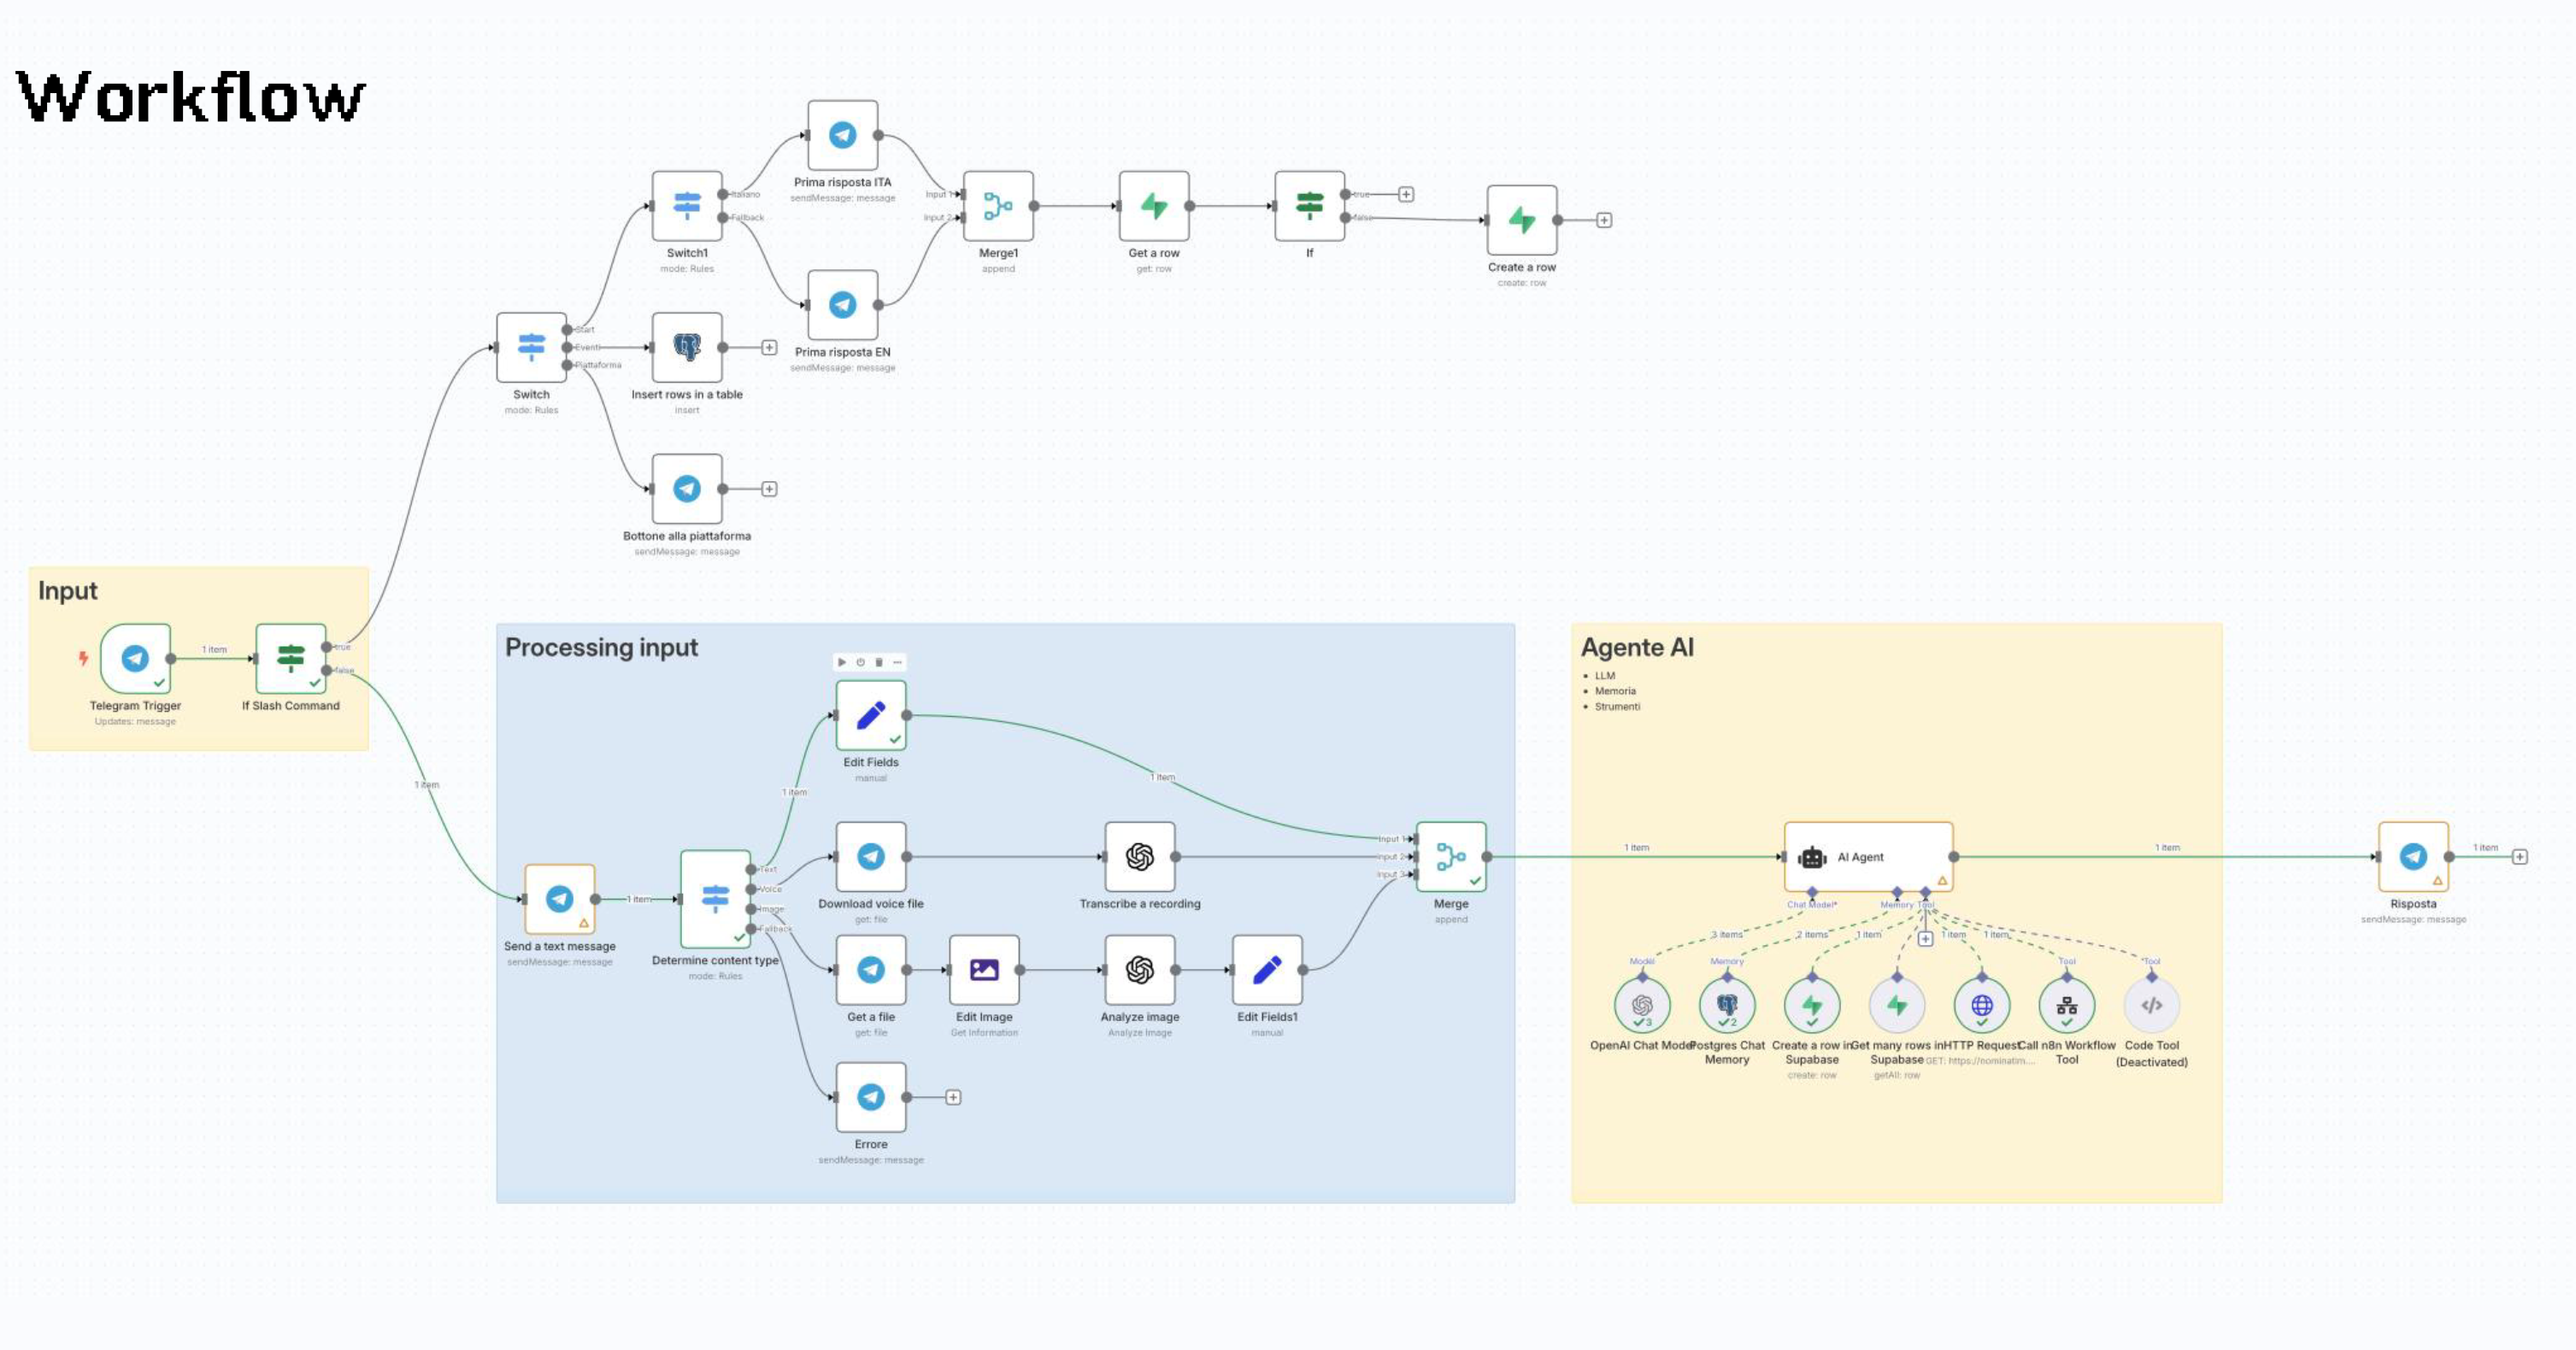 Workflow
Prima risposta ITA
sendMessage: message
Italiano
Fallback
Switch1
mode: Rules
Input 1
Input 2
Merge1
append
Get a row
get: row
true
false
If
Create a row
create: row
Prima risposta EN
sendMessage: message
Start
Eventi
Piattaforma
Switch
mode: Rules
Insert rows in a table
insert
Bottone alla piattaforma
sendMessage: message
Input
1 item
true
false
Telegram Trigger
Updates: message
If Slash Command
1 item
Processing input
Edit Fields
manual
1 item
1 item
Send a text message
sendMessage: message
1 item
Text
Voice
Image
Fallback
Determine content type
mode: Rules
Download voice file
get: file
Transcribe a recording
Input 1
Input 2
Input 3
Merge
append
Get a file
get: file
Edit Image
Get Information
Analyze image
Analyze Image
Edit Fields1
manual
Errore
sendMessage: message
Agente AI
LLM
Memoria
Strumenti
1 item
AI Agent
1 item
Chat Model*
Memory
Tool
3 items
2 items
1 item
1 item
1 item
Model
Memory
Tool
Tool
3
2
OpenAI Chat Model
Postgres Chat
Memory
Create a row in
Supabase
create: row
Get many rows in
Supabase
getAll: row
HTTP Request
GET: https://nominatim....
Call n8n Workflow
Tool
Code Tool
(Deactivated)
Risposta
sendMessage: message
1 item